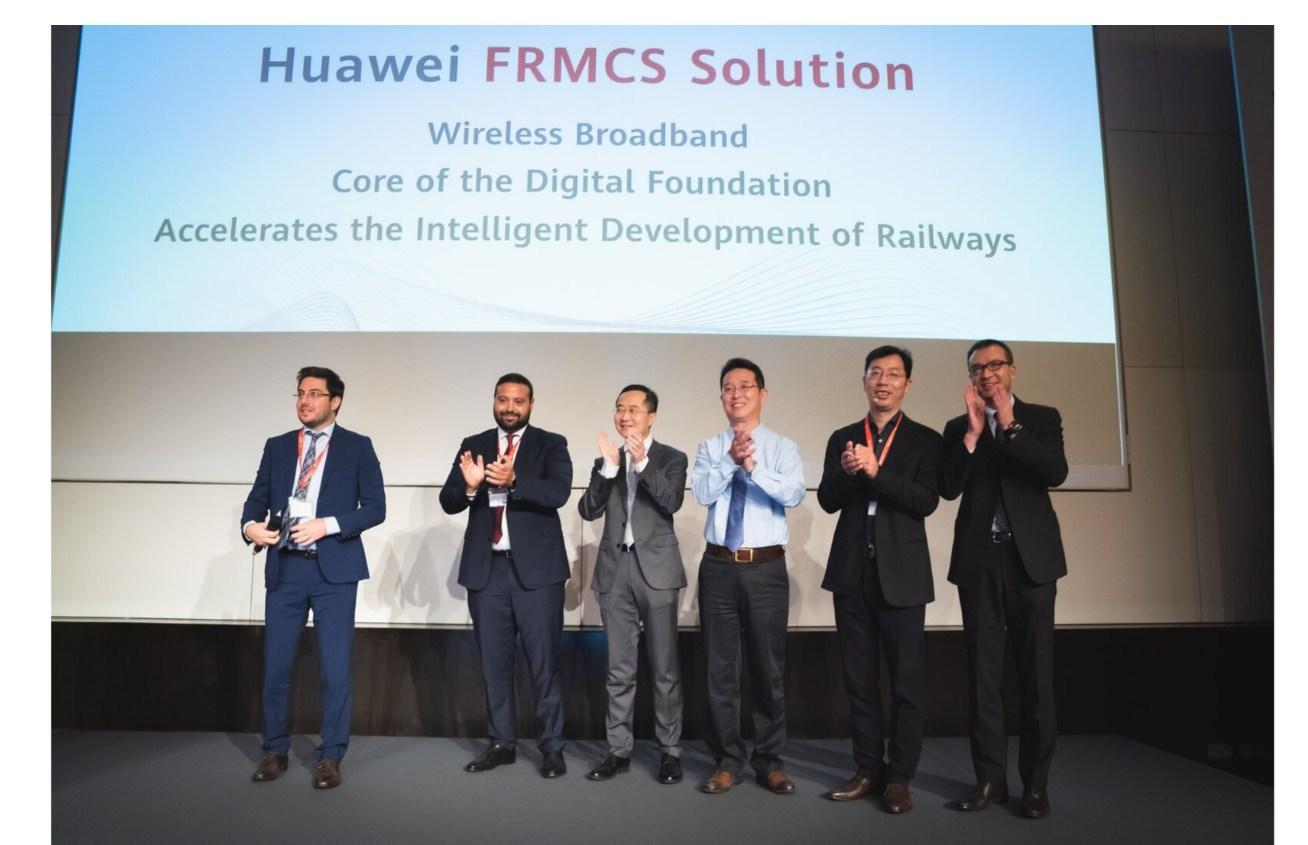 Huawei FRMCS Solution
Wireless Broadband
Core of the Digital Foundation
Accelerates the Intelligent Development of Railways